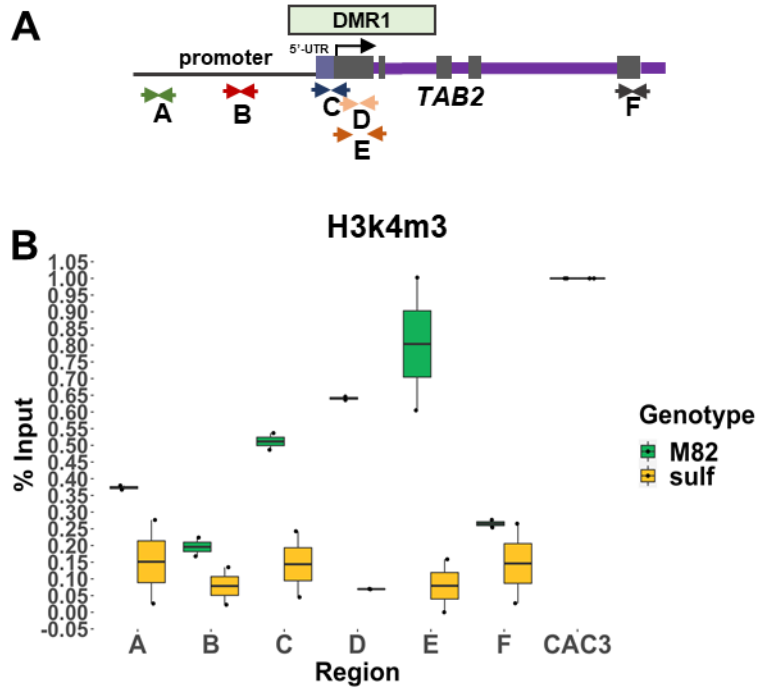 A
DMR1
5’-UTR
promoter
A
B
C
D
E
TAB2
F
B
H3k4m3
% Input
1.05
1.00
0.95
0.90
0.85
0.80
0.75
0.70
0.65
0.60
0.55
0.50
0.45
0.40
0.35
0.30
0.25
0.20
0.15
0.10
0.05
0.00
-0.05
A B C D E F CAC3
Region
Genotype
M82
sulf